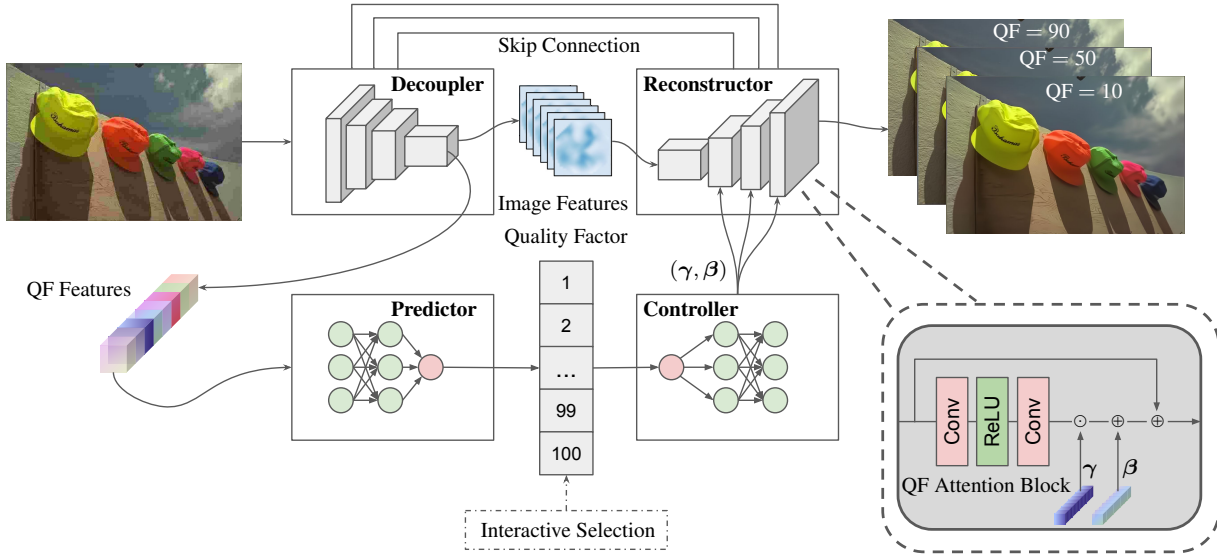 Skip Connection
Decoupler
Reconstructor
QF = 90
QF = 50
QF = 10
Image Features
Quality Factor
QF Features
Predictor
1
2
...
99
100
(γ, β)
Controller
Interactive Selection
Conv
ReLU
Conv
⊙
⊕
⊕
γ
β
QF Attention Block